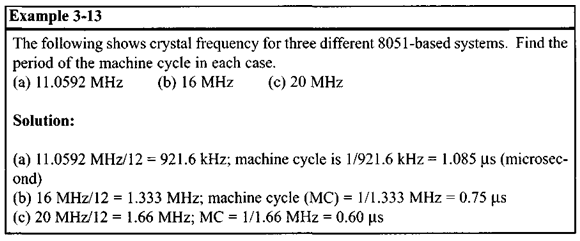 Example 3-13
The following shows crystal frequency for three different 8051-based systems. Find the
period of the machine cycle in each case.
(a) 11.0592 MHz (b) 16 MHz (c) 20 MHz
Solution:
(a) 11.0592 MHz/12 = 921.6 kHz; machine cycle is 1/921.6 kHz = 1.085 μs (microsec-
ond)
(b) 16 MHz/12 = 1.333 MHz; machine cycle (MC) = 1/1.333 MHz = 0.75 μs
(c) 20 MHz/12 = 1.66 MHz; MC = 1/1.66 MHz = 0.60 μs